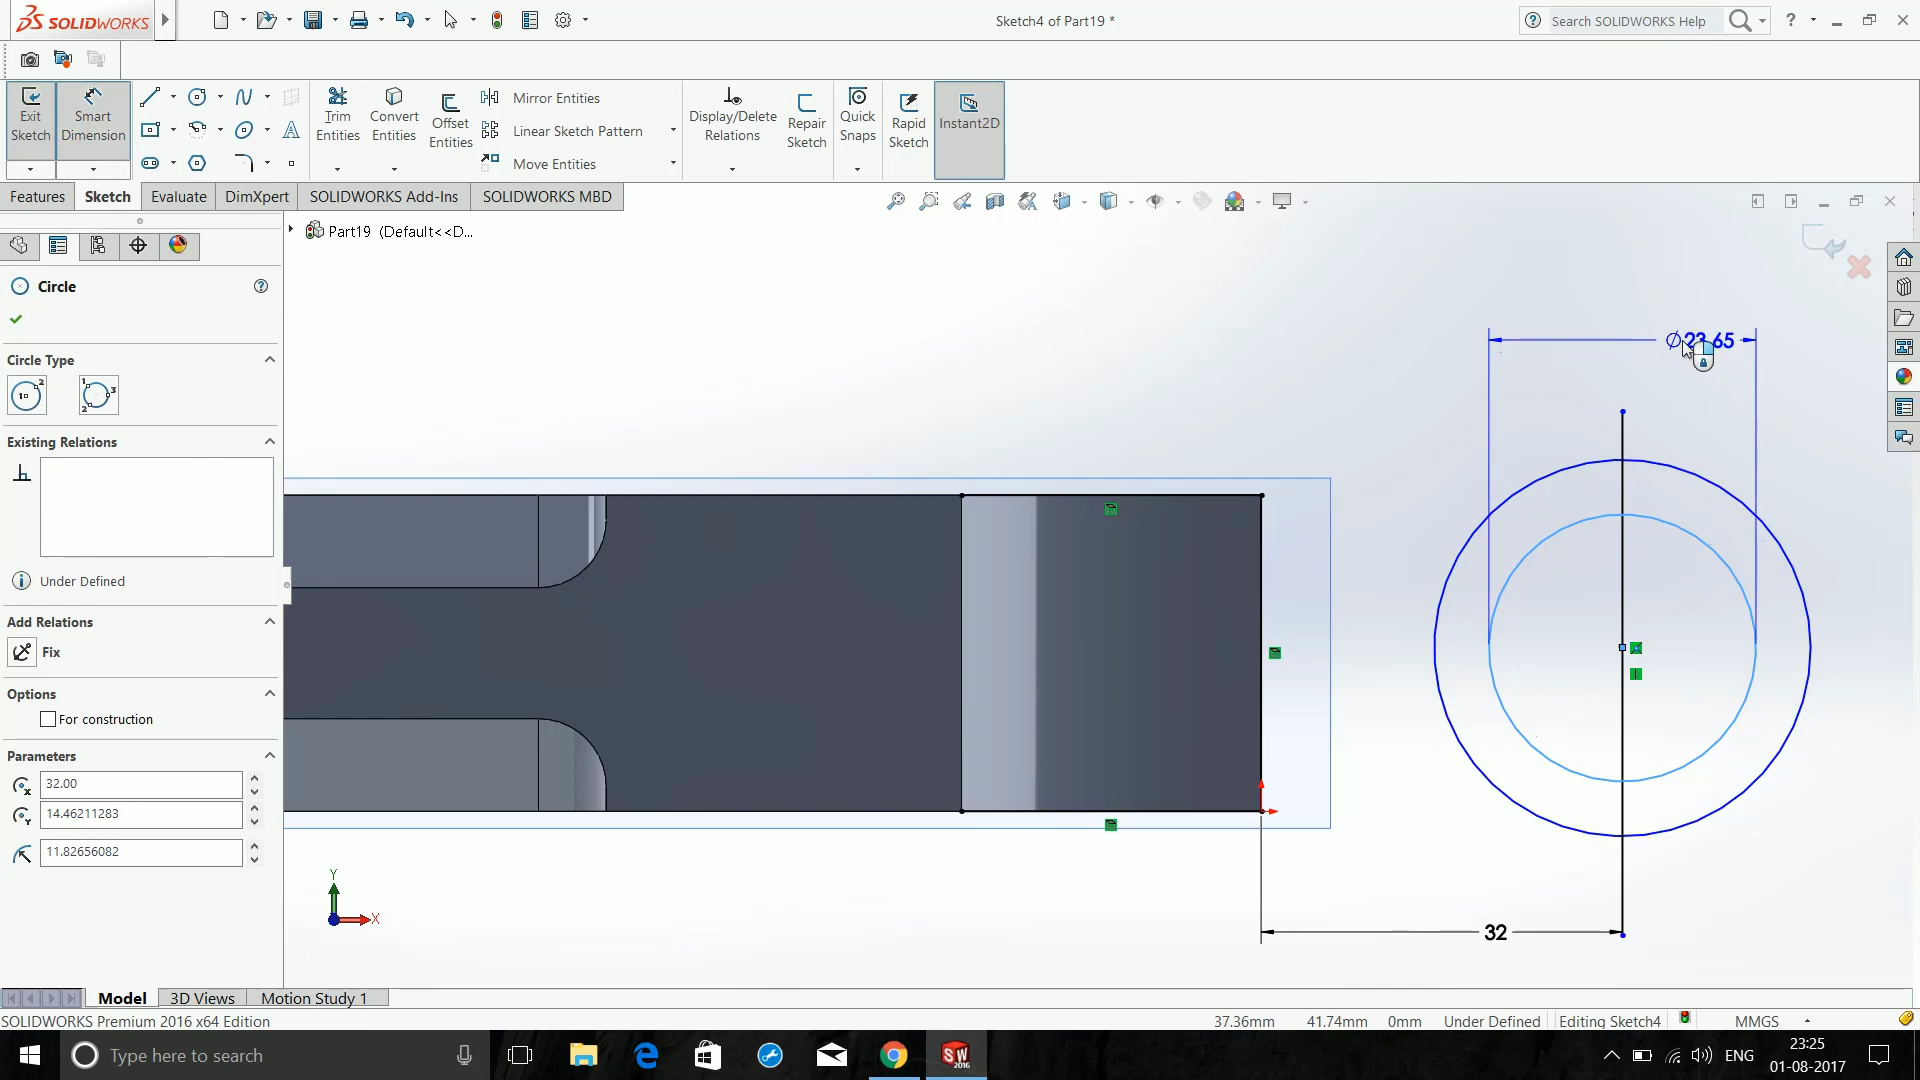 SOLIDWORKS
Sketch4 of Part19 *
Search SOLIDWORKS Help
?
Exit Sketch
Smart Dimension
Trim Entities
Convert Entities
Offset Entities
Mirror Entities
Linear Sketch Pattern
Move Entities
Display/Delete Relations
Repair Sketch
Quick Snaps
Rapid Sketch
Instant2D
Features
Sketch
Evaluate
DimXpert
SOLIDWORKS Add-Ins
SOLIDWORKS MBD
Part19 (Default<<D...
Circle
Circle Type
Existing Relations
Under Defined
Add Relations
Fix
Options
For construction
Parameters
32.00
14.46211283
11.82656082
Y
X
32
Model
3D Views
Motion Study 1
SOLIDWORKS Premium 2016 x64 Edition
37.36mm
41.74mm
0mm
Under Defined
Editing Sketch4
MMGS
Type here to search
SW
2016
ENG
23:25
01-08-2017